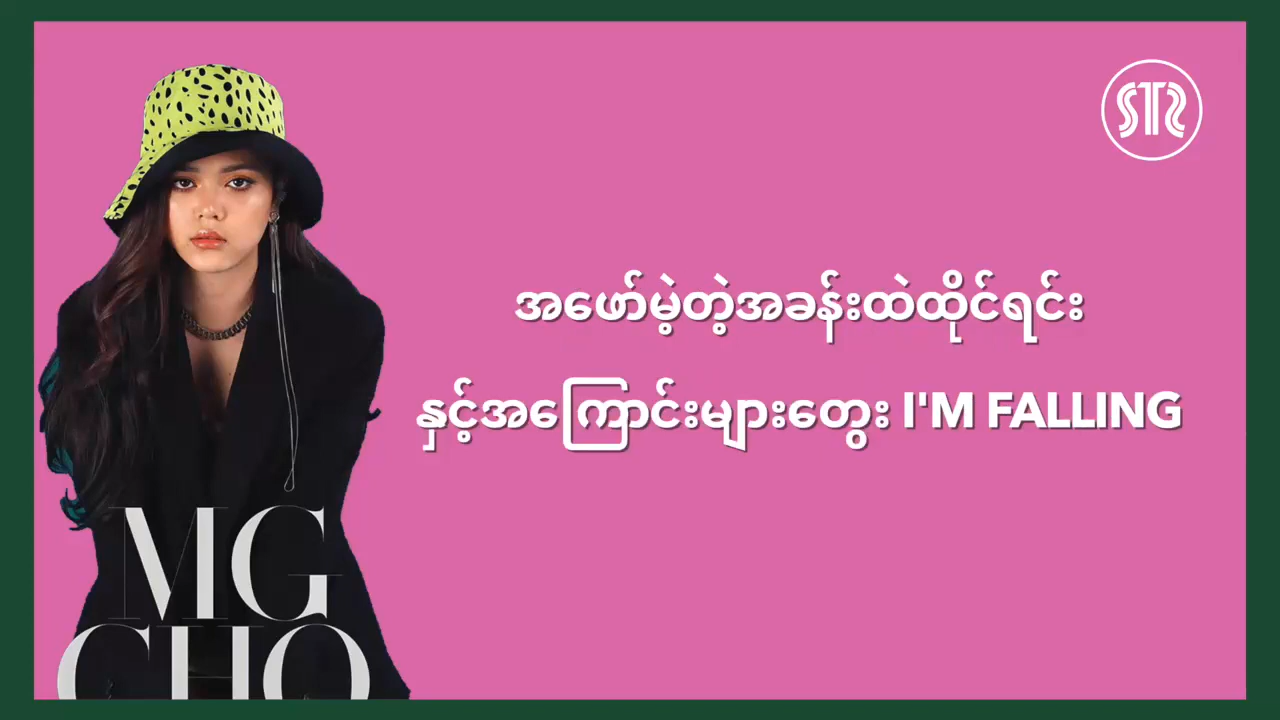 STS
အဖော်မဲ့တဲ့အခန်းထဲထိုင်ရင်း
နှင့်အကြောင်းများတွေး I'M FALLING
MG
CHO